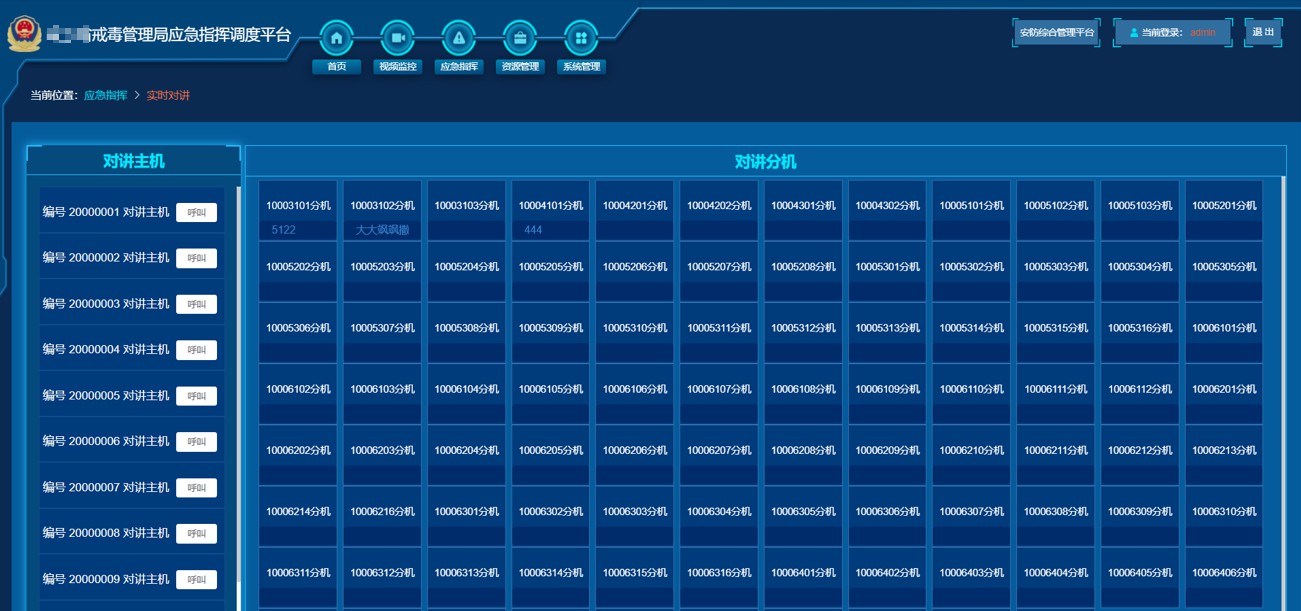 戒毒管理局应急指挥调度平台
首页 视频监控 应急指挥 资源管理 系统管理
安防综合管理平台 当前登录： admin 退出
当前位置： 应急指挥 > 实时对讲
对讲主机
编号 20000001 对讲主机 呼叫
编号 20000002 对讲主机 呼叫
编号 20000003 对讲主机 呼叫
编号 20000004 对讲主机 呼叫
编号 20000005 对讲主机 呼叫
编号 20000006 对讲主机 呼叫
编号 20000007 对讲主机 呼叫
编号 20000008 对讲主机 呼叫
编号 20000009 对讲主机 呼叫
对讲分机
10003101分机 10003102分机 10003103分机 10004101分机 10004201分机 10004202分机 10004301分机 10004302分机 10005101分机 10005102分机 10005103分机 10005201分机
5122 大大飒飒撒 444
10005202分机 10005203分机 10005204分机 10005205分机 10005206分机 10005207分机 10005208分机 10005301分机 10005302分机 10005303分机 10005304分机 10005305分机
10005306分机 10005307分机 10005308分机 10005309分机 10005310分机 10005311分机 10005312分机 10005313分机 10005314分机 10005315分机 10005316分机 10006101分机
10006102分机 10006103分机 10006104分机 10006105分机 10006106分机 10006107分机 10006108分机 10006109分机 10006110分机 10006111分机 10006112分机 10006201分机
10006202分机 10006203分机 10006204分机 10006205分机 10006206分机 10006207分机 10006208分机 10006209分机 10006210分机 10006211分机 10006212分机 10006213分机
10006214分机 10006216分机 10006301分机 10006302分机 10006303分机 10006304分机 10006305分机 10006306分机 10006307分机 10006308分机 10006309分机 10006310分机
10006311分机 10006312分机 10006313分机 10006314分机 10006315分机 10006316分机 10006401分机 10006402分机 10006403分机 10006404分机 10006405分机 10006406分机